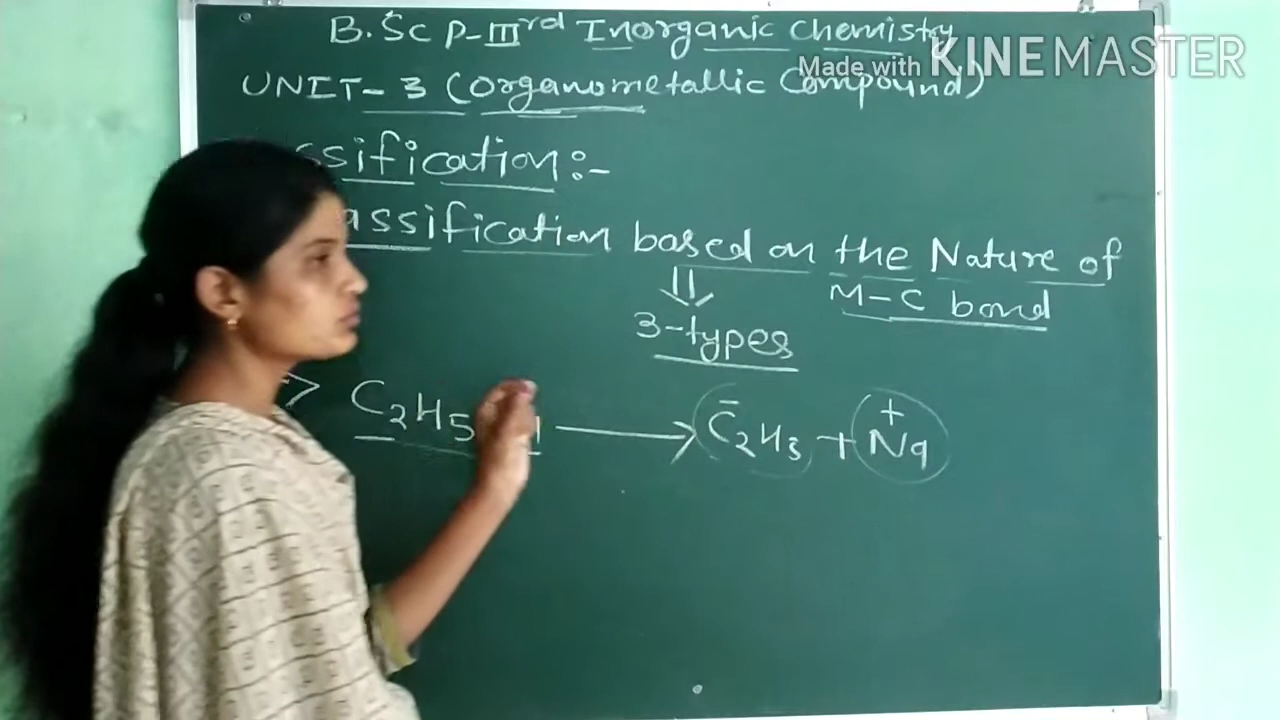 B.Sc P-IIIrd Inorganic Chemistry
Made with KINEMASTER
UNIT-3 (Organometallic Compound)
ssification:-
assification based on the Nature of
M-C bond
3-types
C2H5 → C̄2H5 + Na⁺